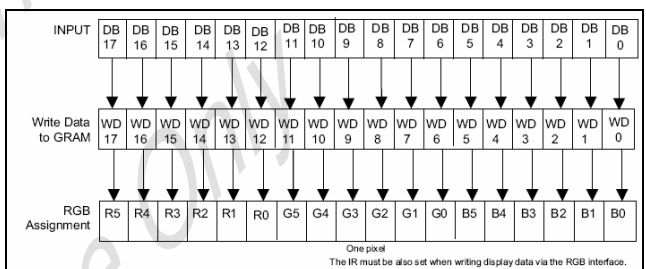 INPUT DB DB DB DB DB DB DB DB DB DB DB DB DB DB DB DB DB DB
17 16 15 14 13 12 11 10 9 8 7 6 5 4 3 2 1 0
Write Data WD WD WD WD WD WD WD WD WD WD WD WD WD WD WD WD WD WD
to GRAM 17 16 15 14 13 12 11 10 9 8 7 6 5 4 3 2 1 0
RGB R5 R4 R3 R2 R1 R0 G5 G4 G3 G2 G1 G0 B5 B4 B3 B2 B1 B0
Assignment
One pixel
The IR must be also set when writing display data via the RGB interface.
e Only